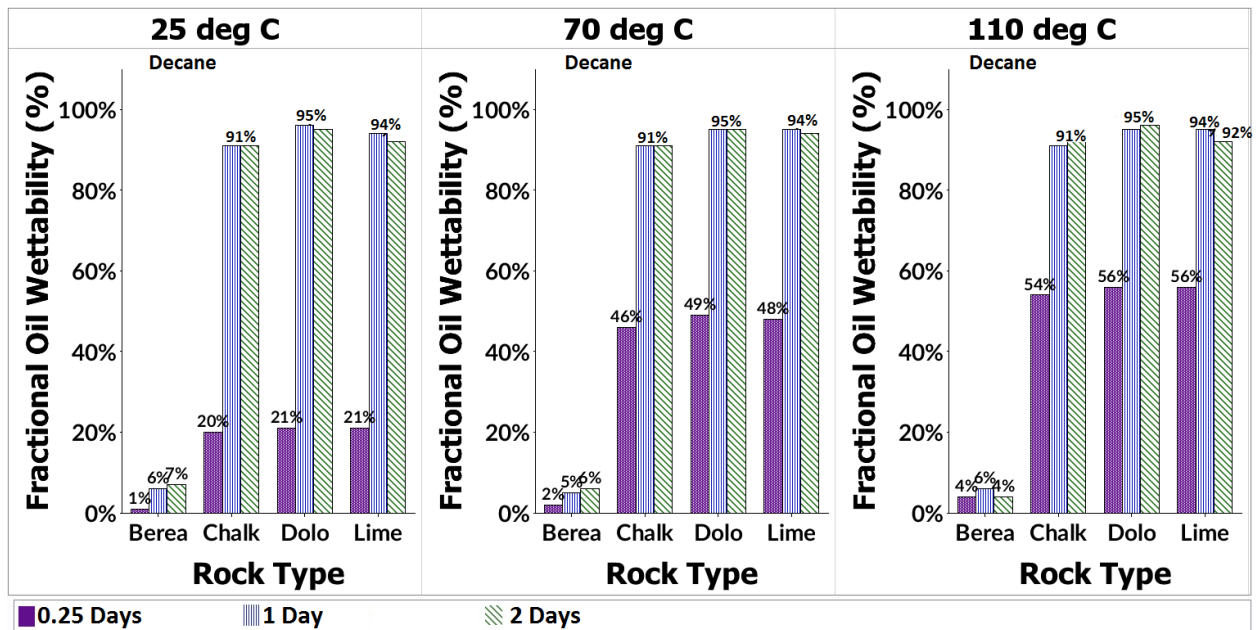 25 deg C
70 deg C
110 deg C
Decane
Decane
Decane
Fractional Oil Wettability (%)
100%
80%
60%
40%
20%
0%
1%
6%
7%
20%
91%
21%
95%
21%
94%
Berea Chalk Dolo Lime
Rock Type
Fractional Oil Wettability (%)
100%
80%
60%
40%
20%
0%
2%
5%
6%
46%
91%
49%
95%
48%
94%
Berea Chalk Dolo Lime
Rock Type
Fractional Oil Wettability (%)
100%
80%
60%
40%
20%
0%
4%
6%
4%
54%
91%
56%
95%
56%
94%
92%
Berea Chalk Dolo Lime
Rock Type
0.25 Days 1 Day 2 Days